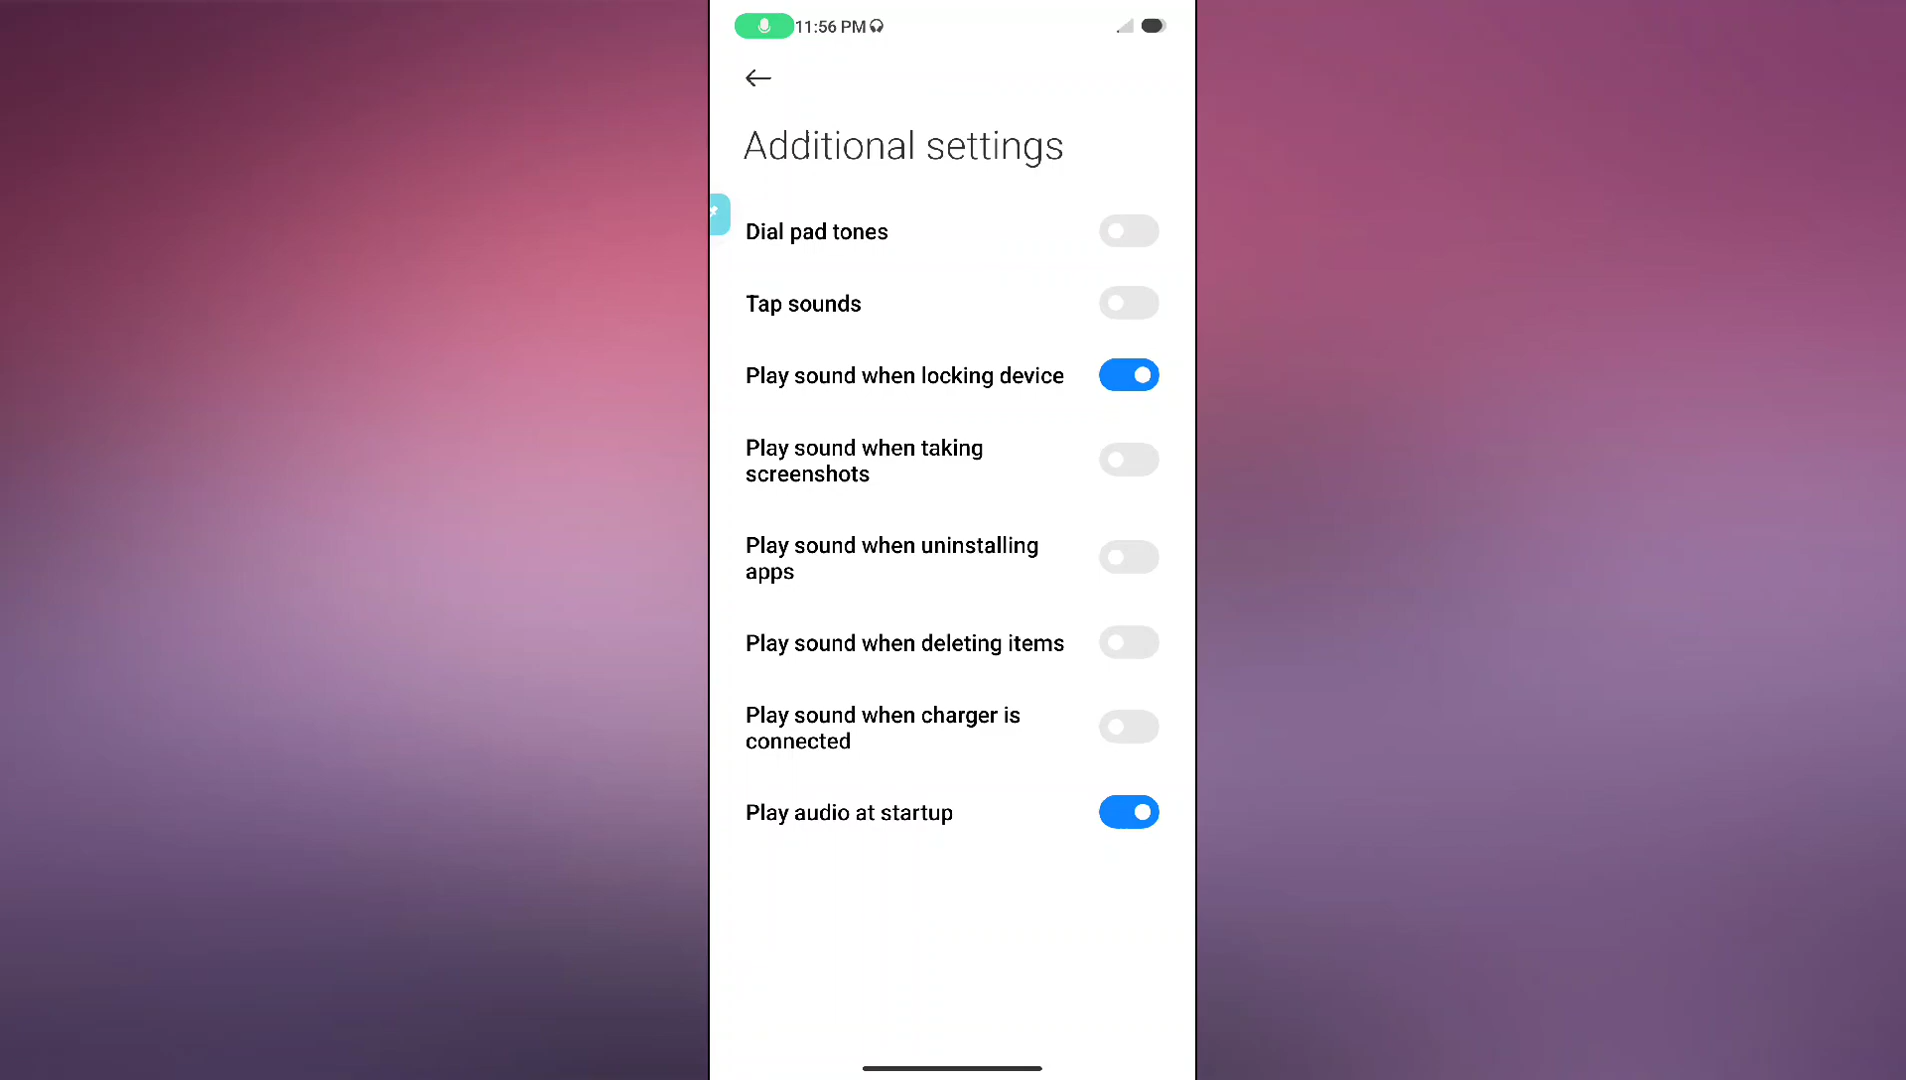 11:56 PM
Additional settings
Dial pad tones
Tap sounds
Play sound when locking device
Play sound when taking
screenshots
Play sound when uninstalling
apps
Play sound when deleting items
Play sound when charger is
connected
Play audio at startup